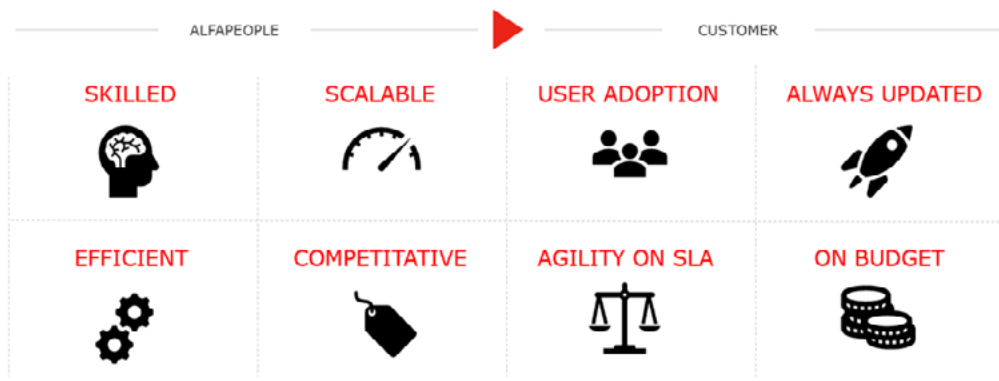 ALFAPEOPLE
CUSTOMER
SKILLED
SCALABLE
USER ADOPTION
ALWAYS UPDATED
EFFICIENT
COMPETITATIVE
AGILITY ON SLA
ON BUDGET